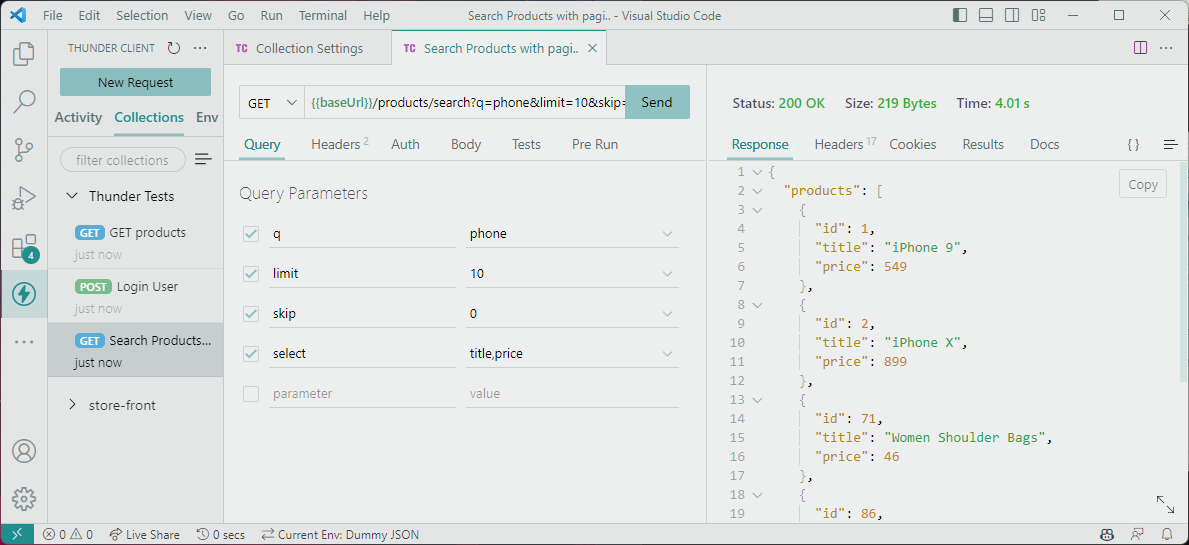 File Edit Selection View Go Run Terminal Help Search Products with pagi.. - Visual Studio Code
THUNDER CLIENT
New Request
Activity Collections Env
filter collections
Thunder Tests
GET GET products
just now
POST Login User
just now
GET Search Products...
just now
store-front
4
TC Collection Settings
TC Search Products with pagi..
GET {{baseUrl}}/products/search?q=phone&limit=10&skip= Send
Query Headers 2 Auth Body Tests Pre Run
Query Parameters
q phone
limit 10
skip 0
select title,price
parameter value
Status: 200 OK Size: 219 Bytes Time: 4.01 s
Response Headers 17 Cookies Results Docs {}
Copy
1 {
2 "products": [
3 {
4 "id": 1,
5 "title": "iPhone 9",
6 "price": 549
7 },
8 {
9 "id": 2,
10 "title": "iPhone X",
11 "price": 899
12 },
13 {
14 "id": 71,
15 "title": "Women Shoulder Bags",
16 "price": 46
17 },
18 {
19 "id": 86,
0 0 Live Share 0 secs Current Env: Dummy JSON